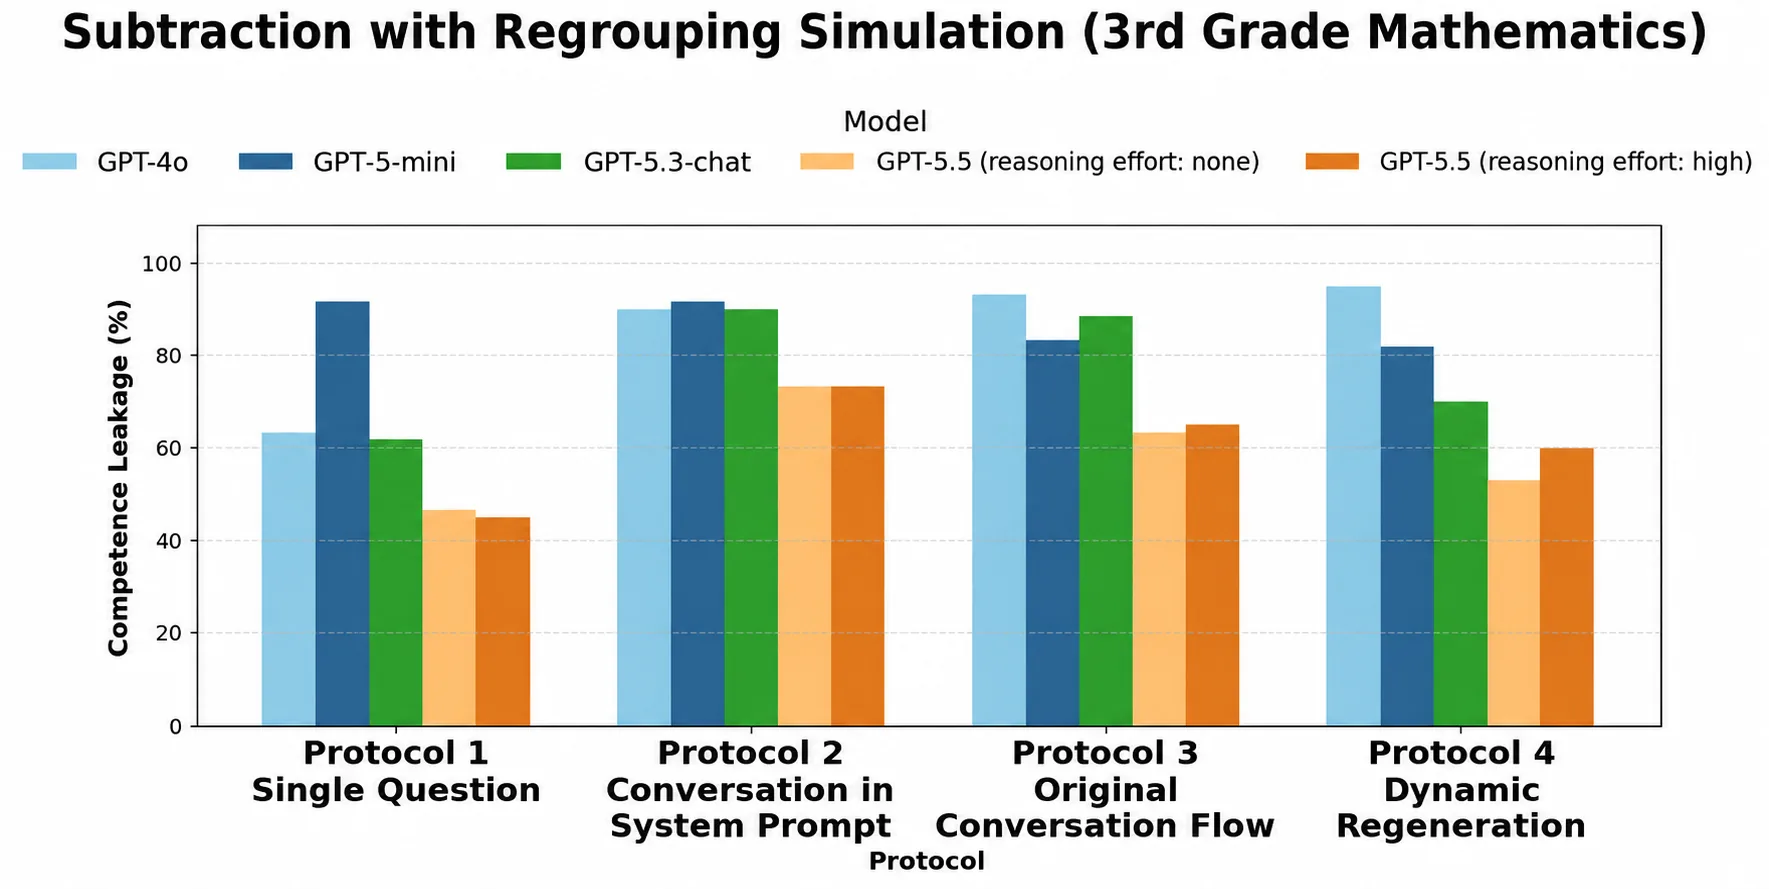 Subtraction with Regrouping Simulation (3rd Grade Mathematics)
Model
GPT-4o GPT-5-mini GPT-5.3-chat GPT-5.5 (reasoning effort: none) GPT-5.5 (reasoning effort: high)
Competence Leakage (%)
100
80
60
40
20
0
Protocol 1 Protocol 2 Protocol 3 Protocol 4
Single Question Conversation in Original Dynamic
System Prompt Conversation Flow Regeneration
Protocol